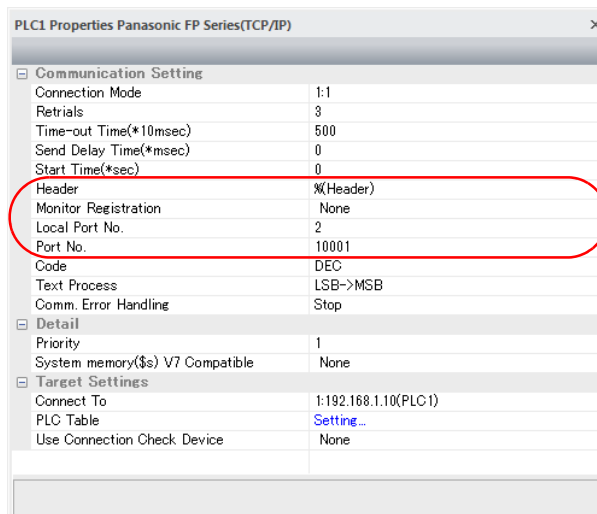 PLC1 Properties Panasonic FP Series(TCP/IP)
Communication Setting
Connection Mode 1:1
Retrials 3
Time-out Time(*10msec) 500
Send Delay Time(*msec) 0
Start Time(*sec) 0
Header %(Header)
Monitor Registration None
Local Port No. 2
Port No. 10001
Code DEC
Text Process LSB->MSB
Comm. Error Handling Stop
Detail
Priority 1
System memory($s) V7 Compatible None
Target Settings
Connect To 1:192.168.1.10(PLC1)
PLC Table Setting...
Use Connection Check Device None